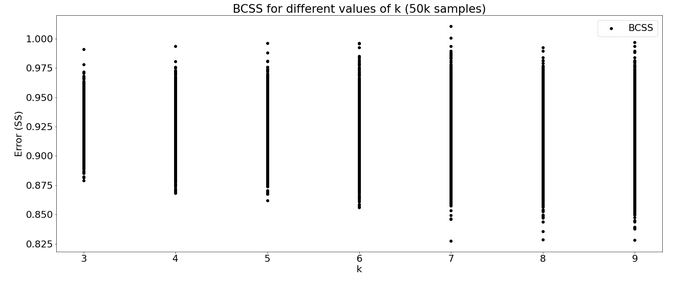 BCSS for different values of k (50k samples)
BCSS
1.000
0.975
0.950
0.925
0.900
0.875
0.850
0.825
Error (SS)
3 4 5 6 7 8 9
k